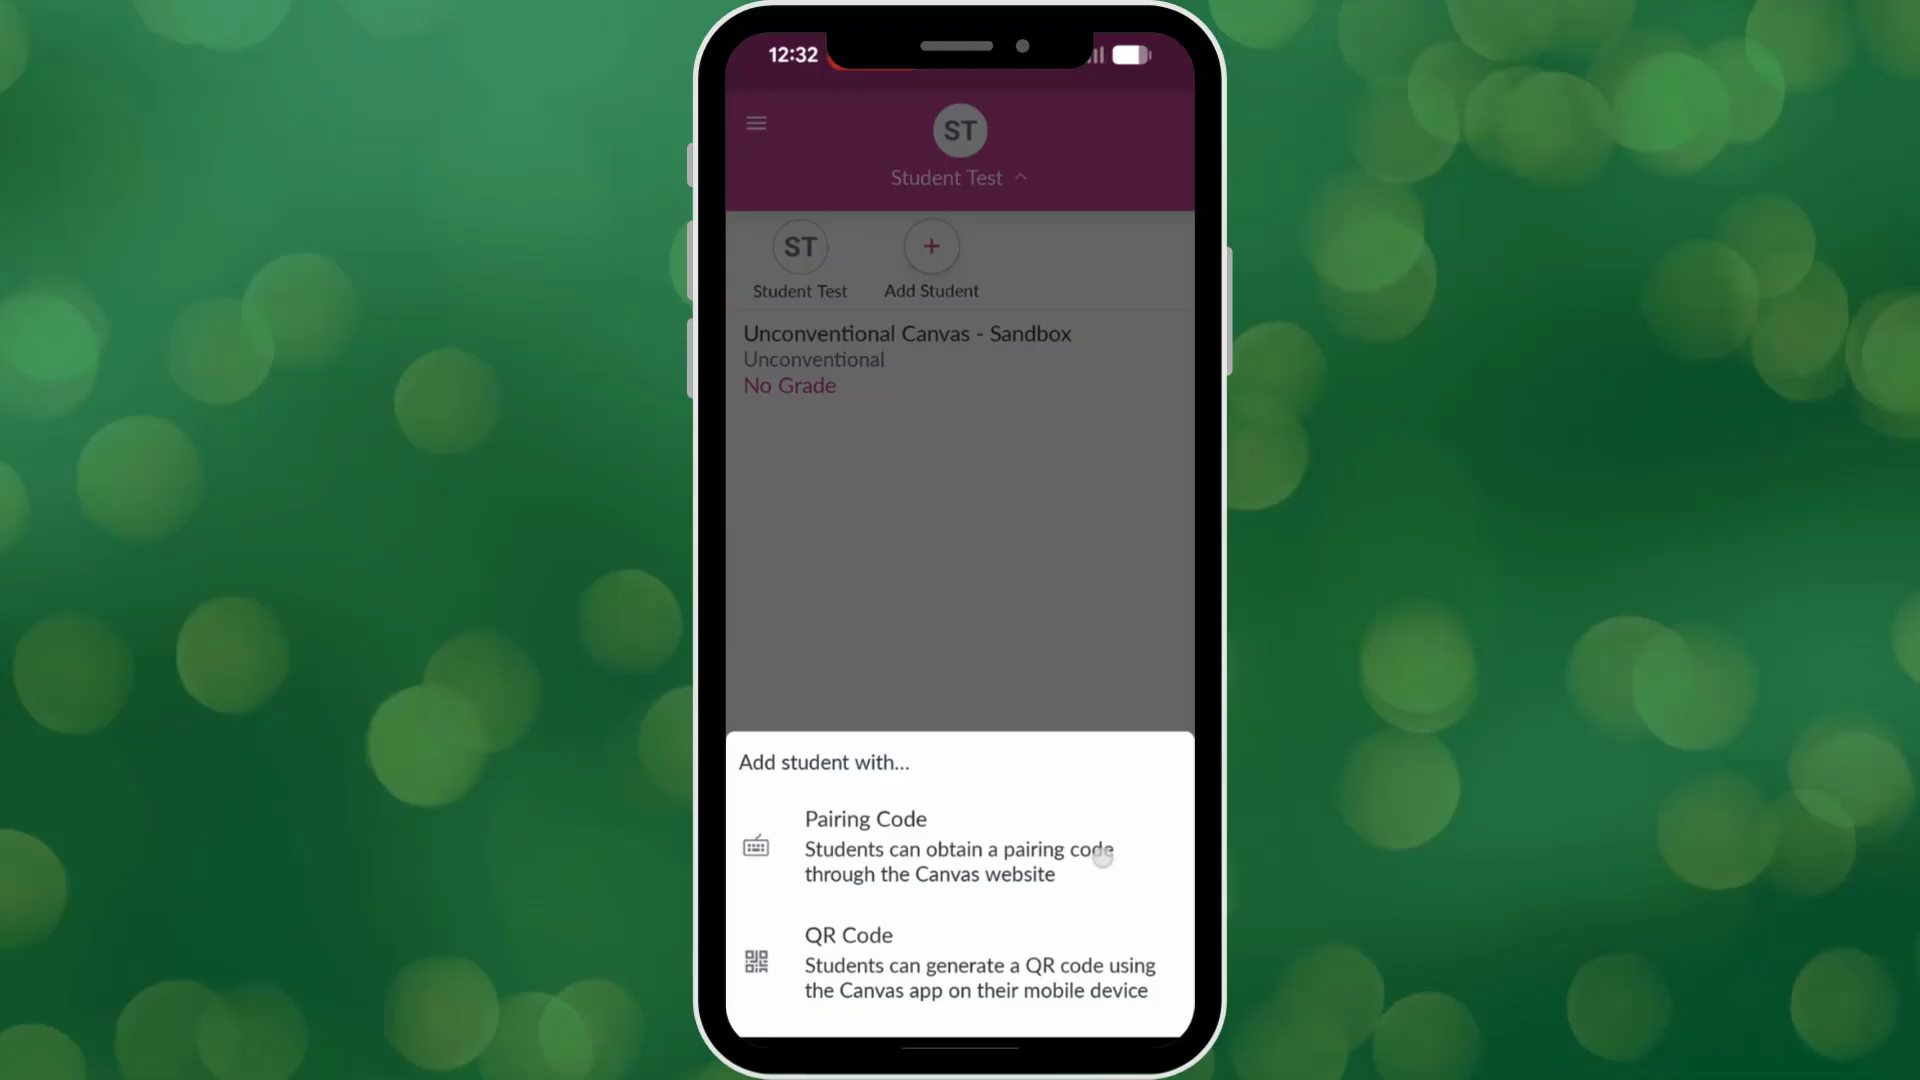 12:32
ST
Student Test
ST
+
Student Test
Add Student
Unconventional Canvas - Sandbox
Unconventional
No Grade
Add student with...
Pairing Code
Students can obtain a pairing code
through the Canvas website
QR Code
Students can generate a QR code using
the Canvas app on their mobile device